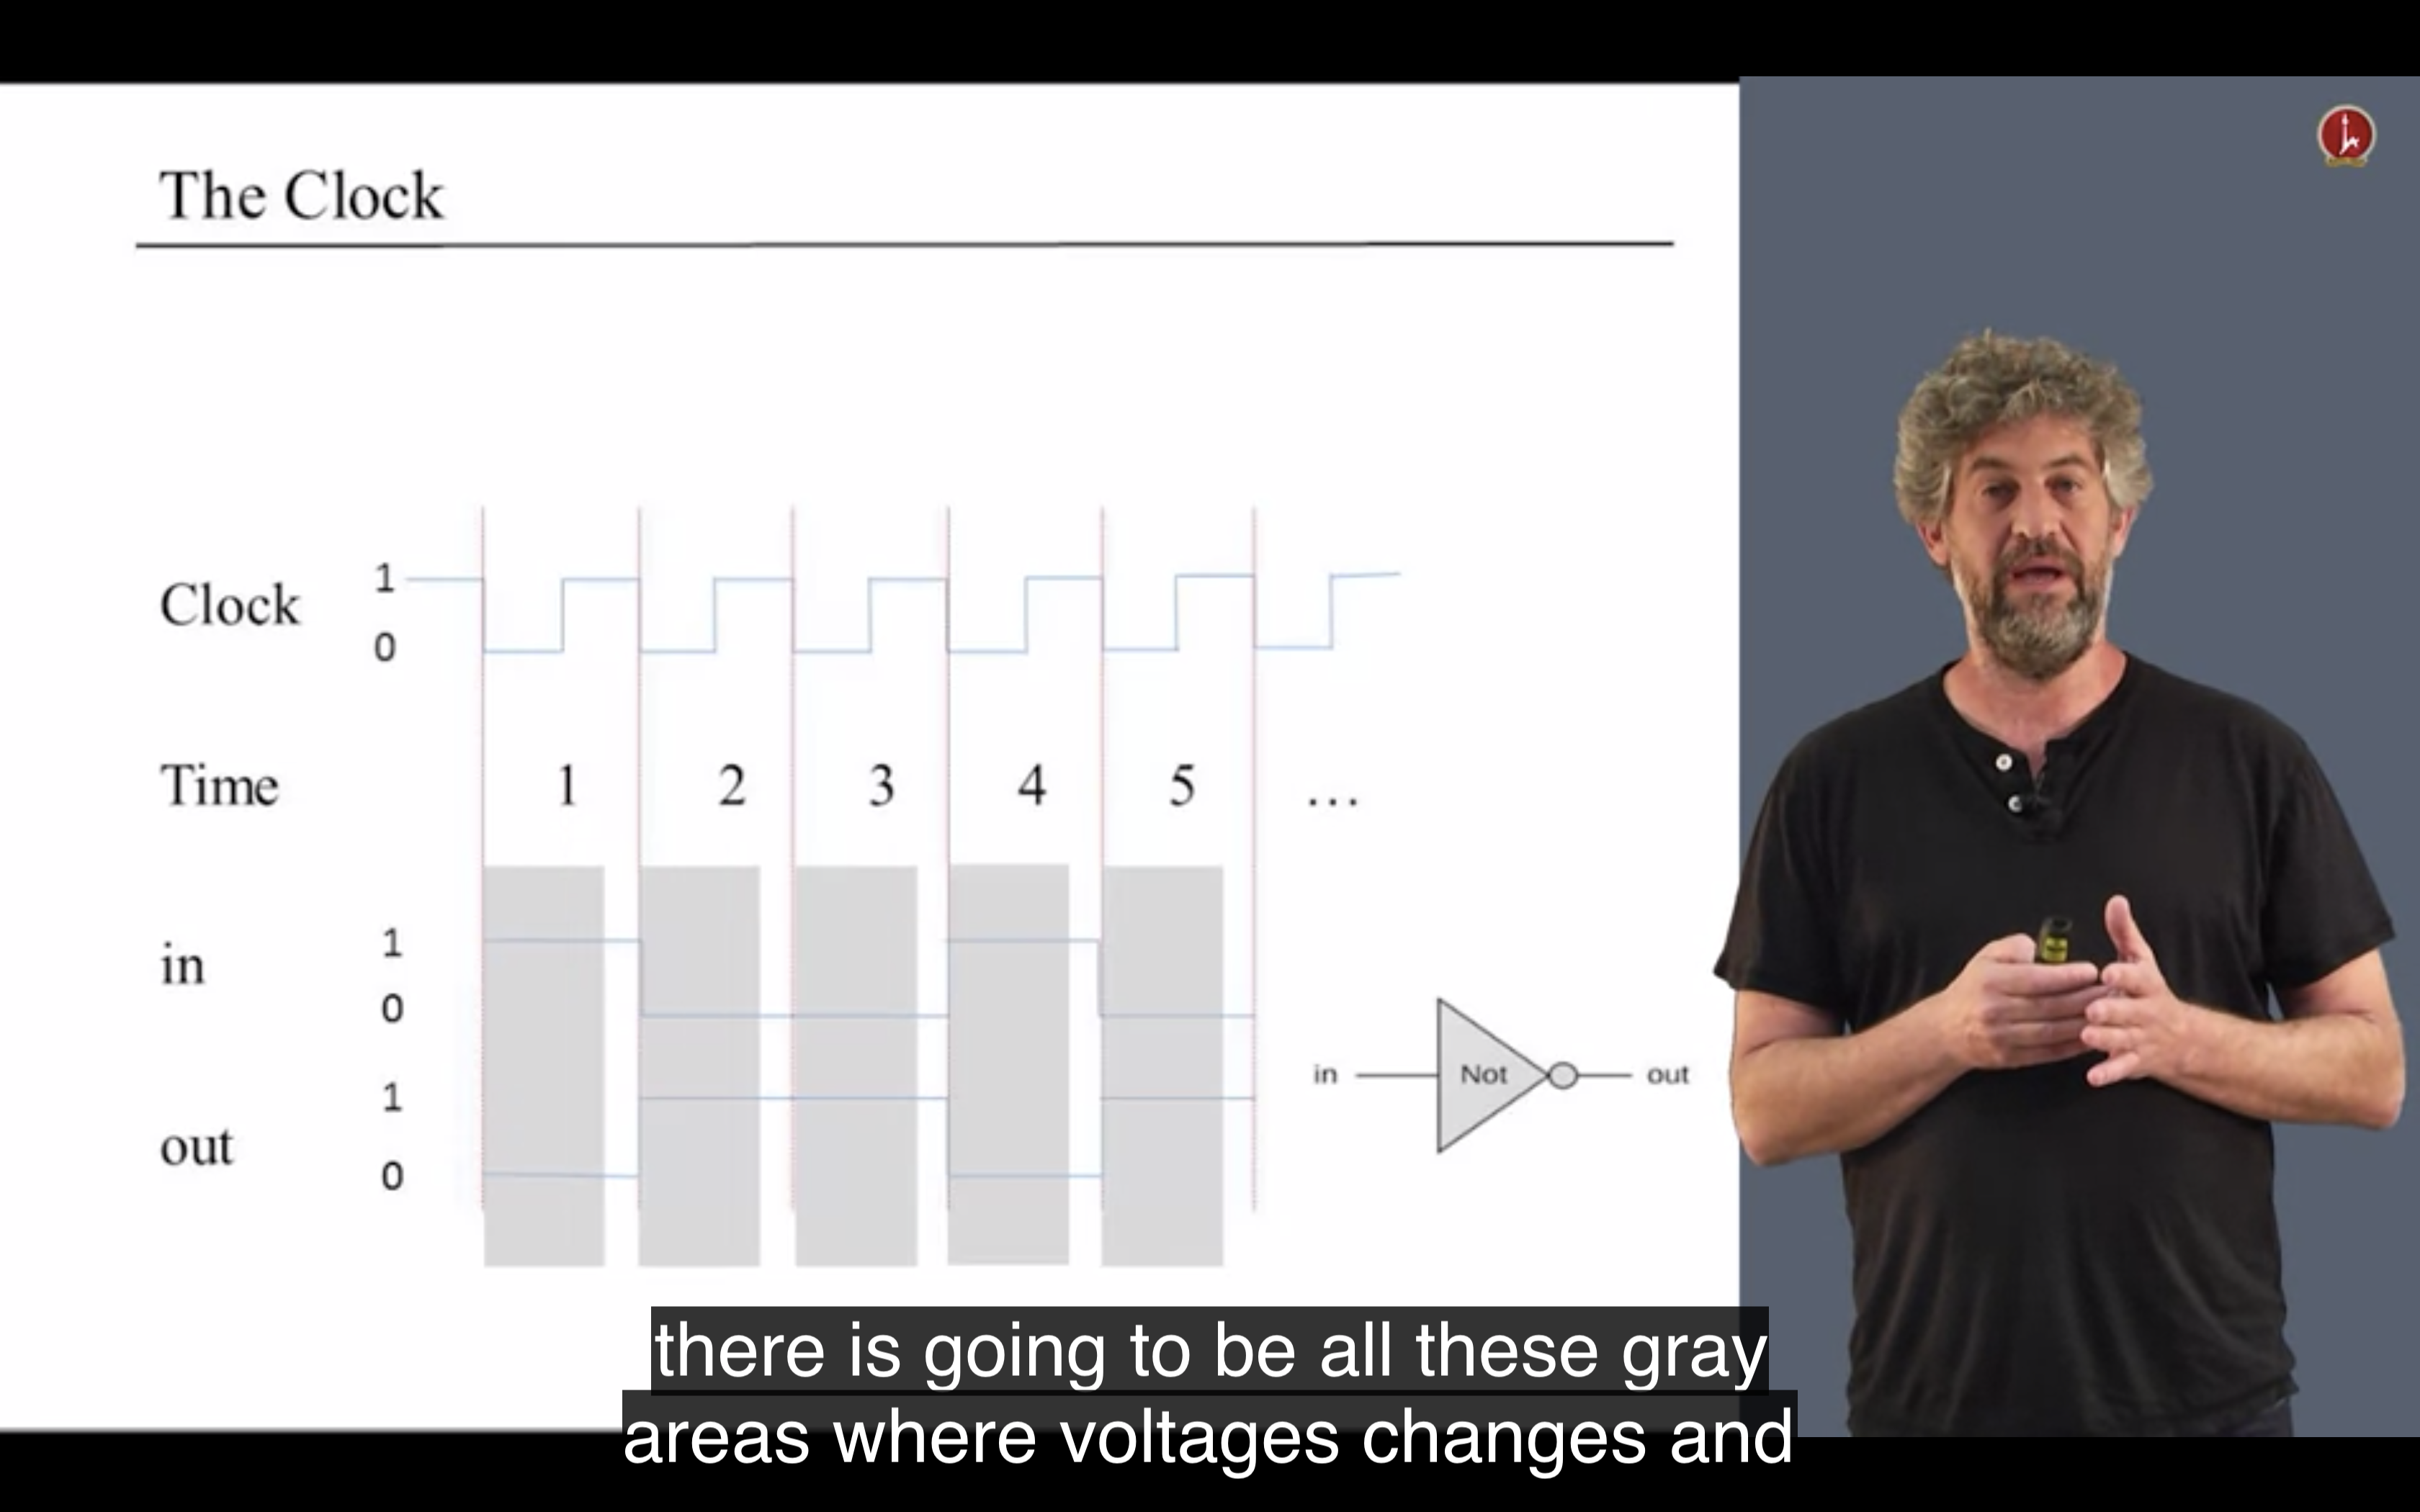 The Clock
Clock 1 0
Time 1 2 3 4 5 ...
in 1 0
out 1 0
in Not out
there is going to be all these gray
areas where voltages changes and